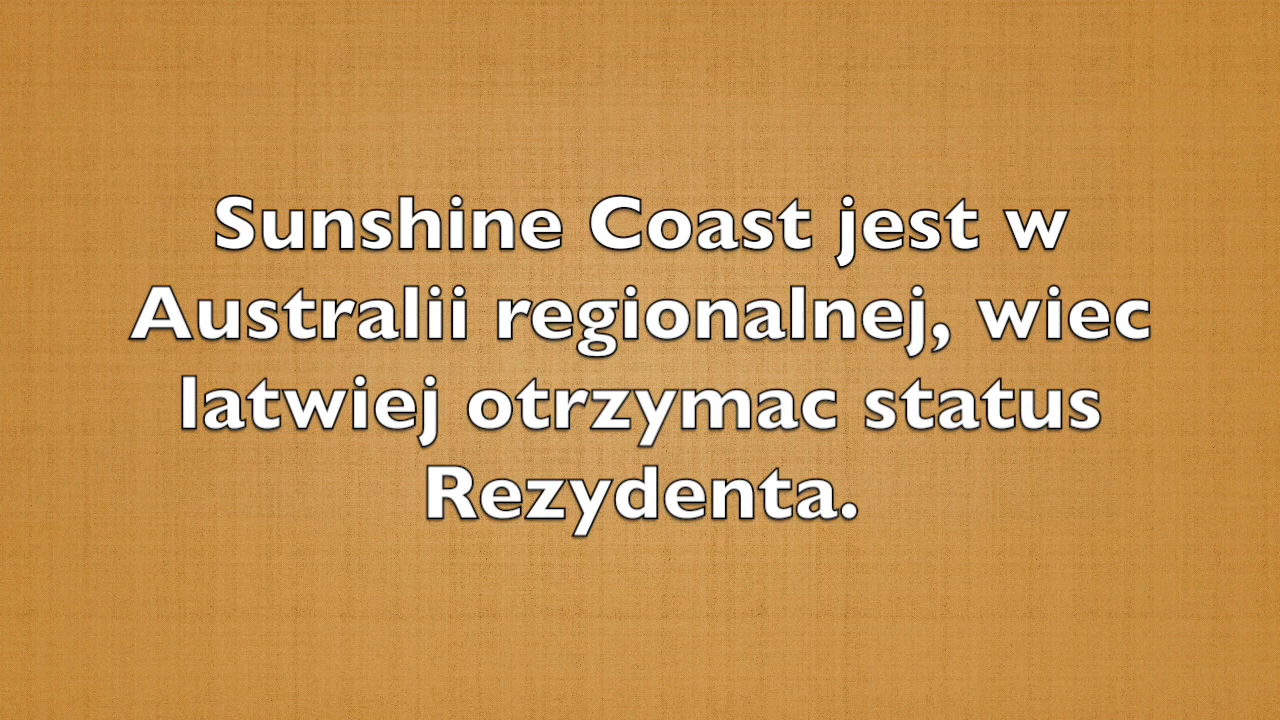 Sunshine Coast jest w
Australii regionalnej, wiec
latwiej otrzymac status
Rezydenta.